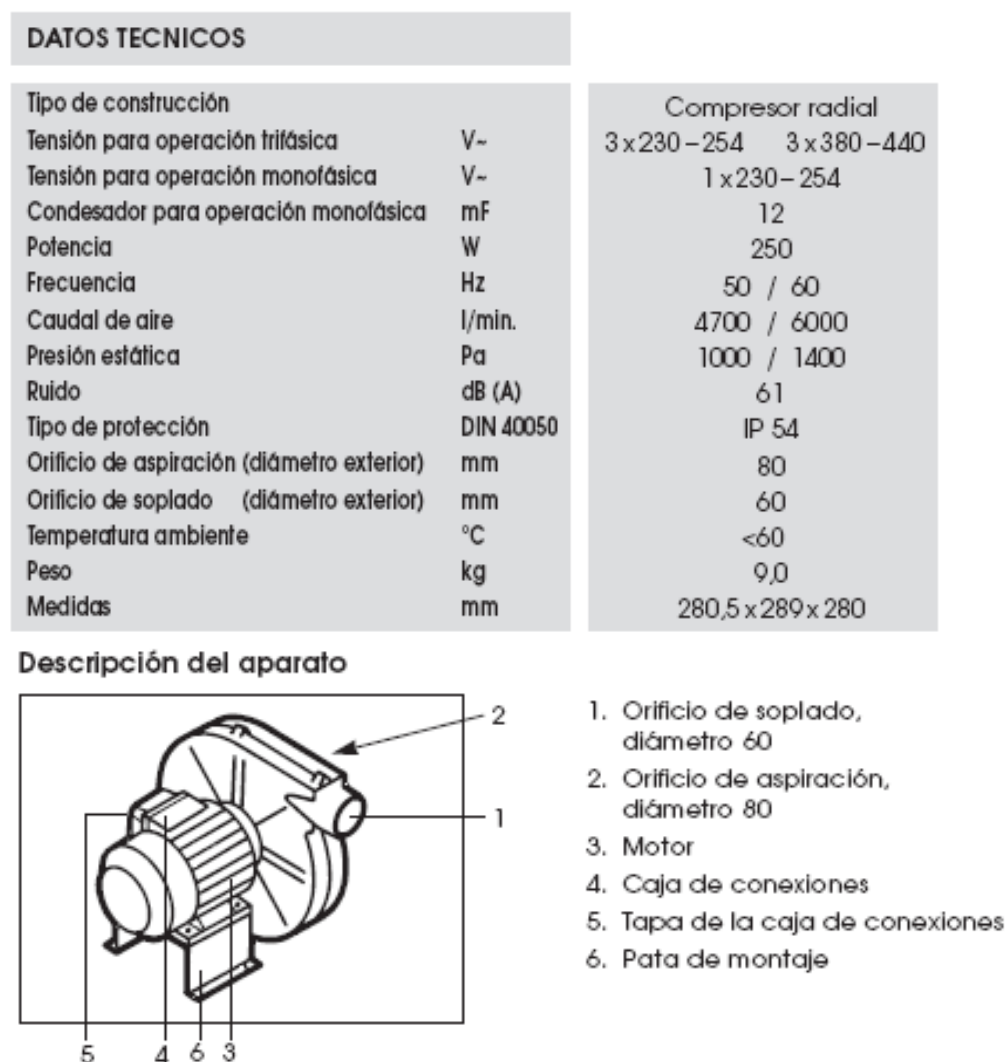 DATOS TECNICOS
Tipo de construcción Compresor radial
Tensión para operación trifásica V~ 3 x 230 – 254 3 x 380 – 440
Tensión para operación monofásica V~ 1 x 230 – 254
Condesador para operación monofásica mF 12
Potencia W 250
Frecuencia Hz 50 / 60
Caudal de aire l/min. 4700 / 6000
Presión estática Pa 1000 / 1400
Ruido dB (A) 61
Tipo de protección DIN 40050 IP 54
Orificio de aspiración (diámetro exterior) mm 80
Orificio de soplado (diámetro exterior) mm 60
Temperatura ambiente °C <60
Peso kg 9,0
Medidas mm 280,5 x 289 x 280
Descripción del aparato
2
1
5 4 6 3
1. Orificio de soplado,
diámetro 60
2. Orificio de aspiración,
diámetro 80
3. Motor
4. Caja de conexiones
5. Tapa de la caja de conexiones
6. Pata de montaje